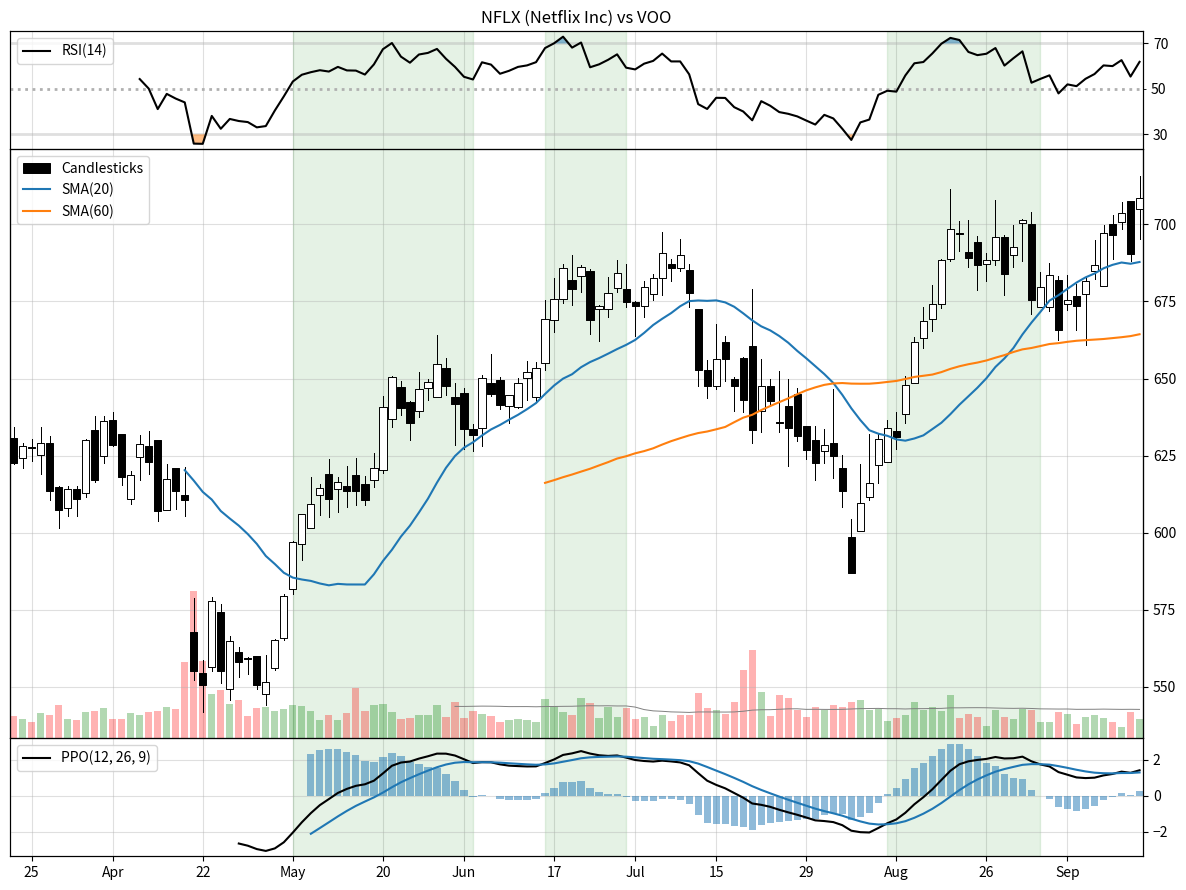 NFLX (Netflix Inc) vs VOO
RSI(14)
70
50
30
Candlesticks
SMA(20)
SMA(60)
700
675
650
625
600
575
550
PPO(12, 26, 9)
2
0
−2
25 Apr 22 May 20 Jun 17 Jul 15 29 Aug 26 Sep